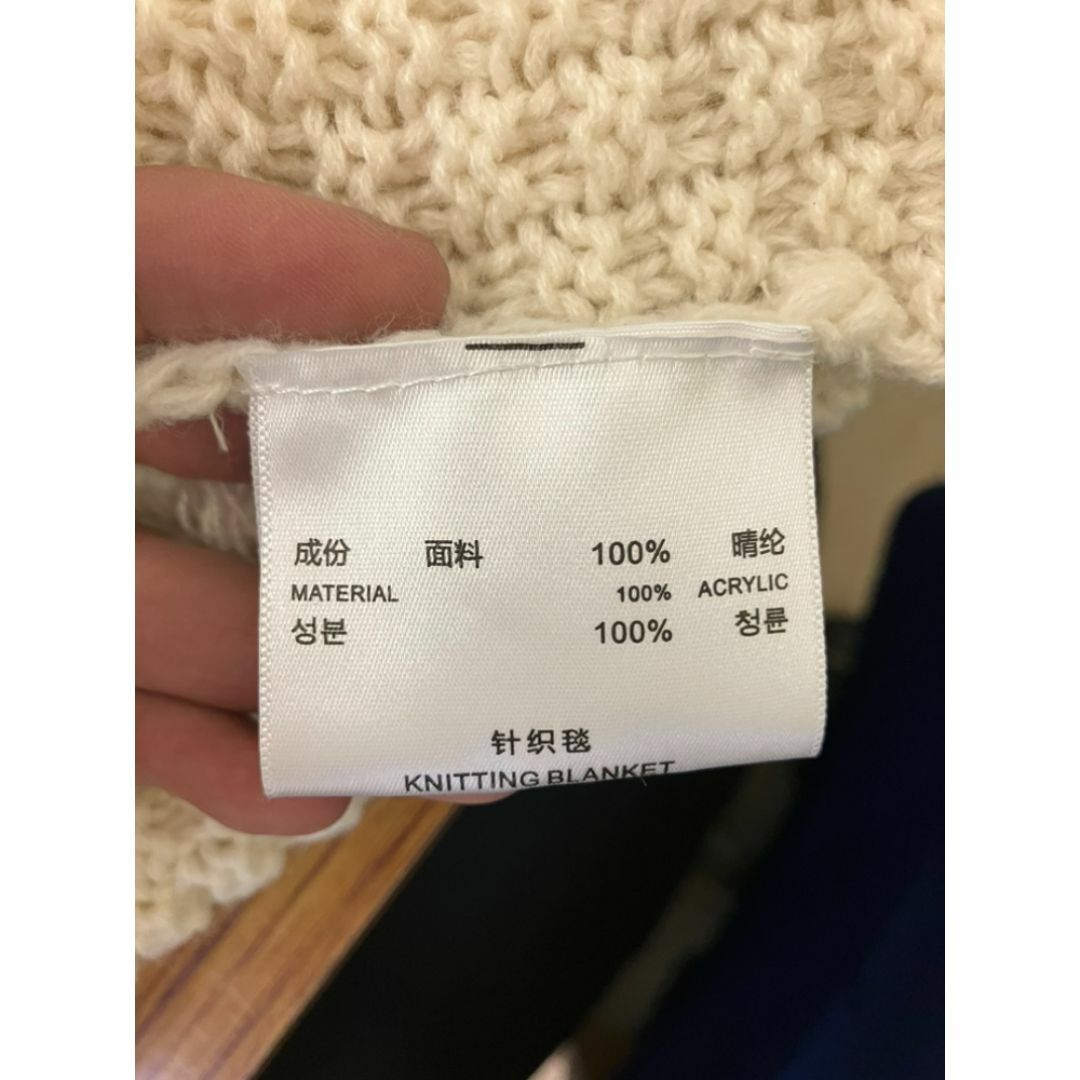 成份 面料 100% 晴纶
MATERIAL 100% ACRYLIC
성분 100% 청륜
针织毯
KNITTING BLANKET